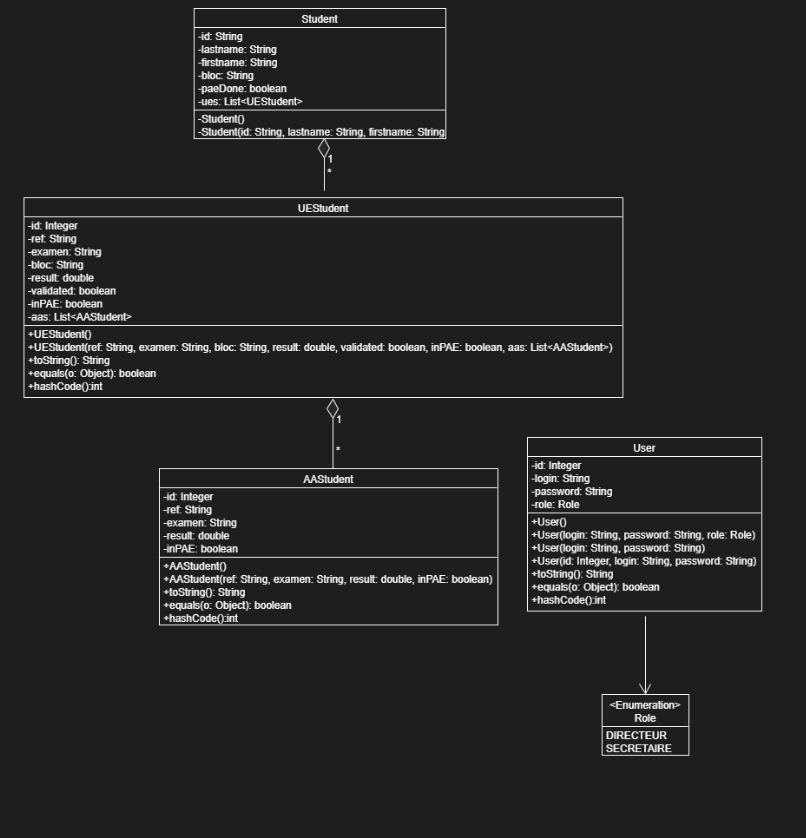 Student
-id: String
-lastname: String
-firstname: String
-bloc: String
-paeDone: boolean
-ues: List<UEStudent>
-Student()
-Student(id: String, lastname: String, firstname: String
1
*
UEStudent
-id: Integer
-ref: String
-examen: String
-bloc: String
-result: double
-validated: boolean
-inPAE: boolean
-aas: List<AAStudent>
+UEStudent()
+UEStudent(ref: String, examen: String, bloc: String, result: double, validated: boolean, inPAE: boolean, aas: List<AAStudent>)
+toString(): String
+equals(o: Object): boolean
+hashCode():int
1
*
AAStudent
-id: Integer
-ref: String
-examen: String
-result: double
-inPAE: boolean
+AAStudent()
+AAStudent(ref: String, examen: String, result: double, inPAE: boolean)
+toString(): String
+equals(o: Object): boolean
+hashCode():int
User
-id: Integer
-login: String
-password: String
-role: Role
+User()
+User(login: String, password: String, role: Role)
+User(login: String, password: String)
+User(id: Integer, login: String, password: String)
+toString(): String
+equals(o: Object): boolean
+hashCode():int
<Enumeration>
Role
DIRECTEUR
SECRETAIRE